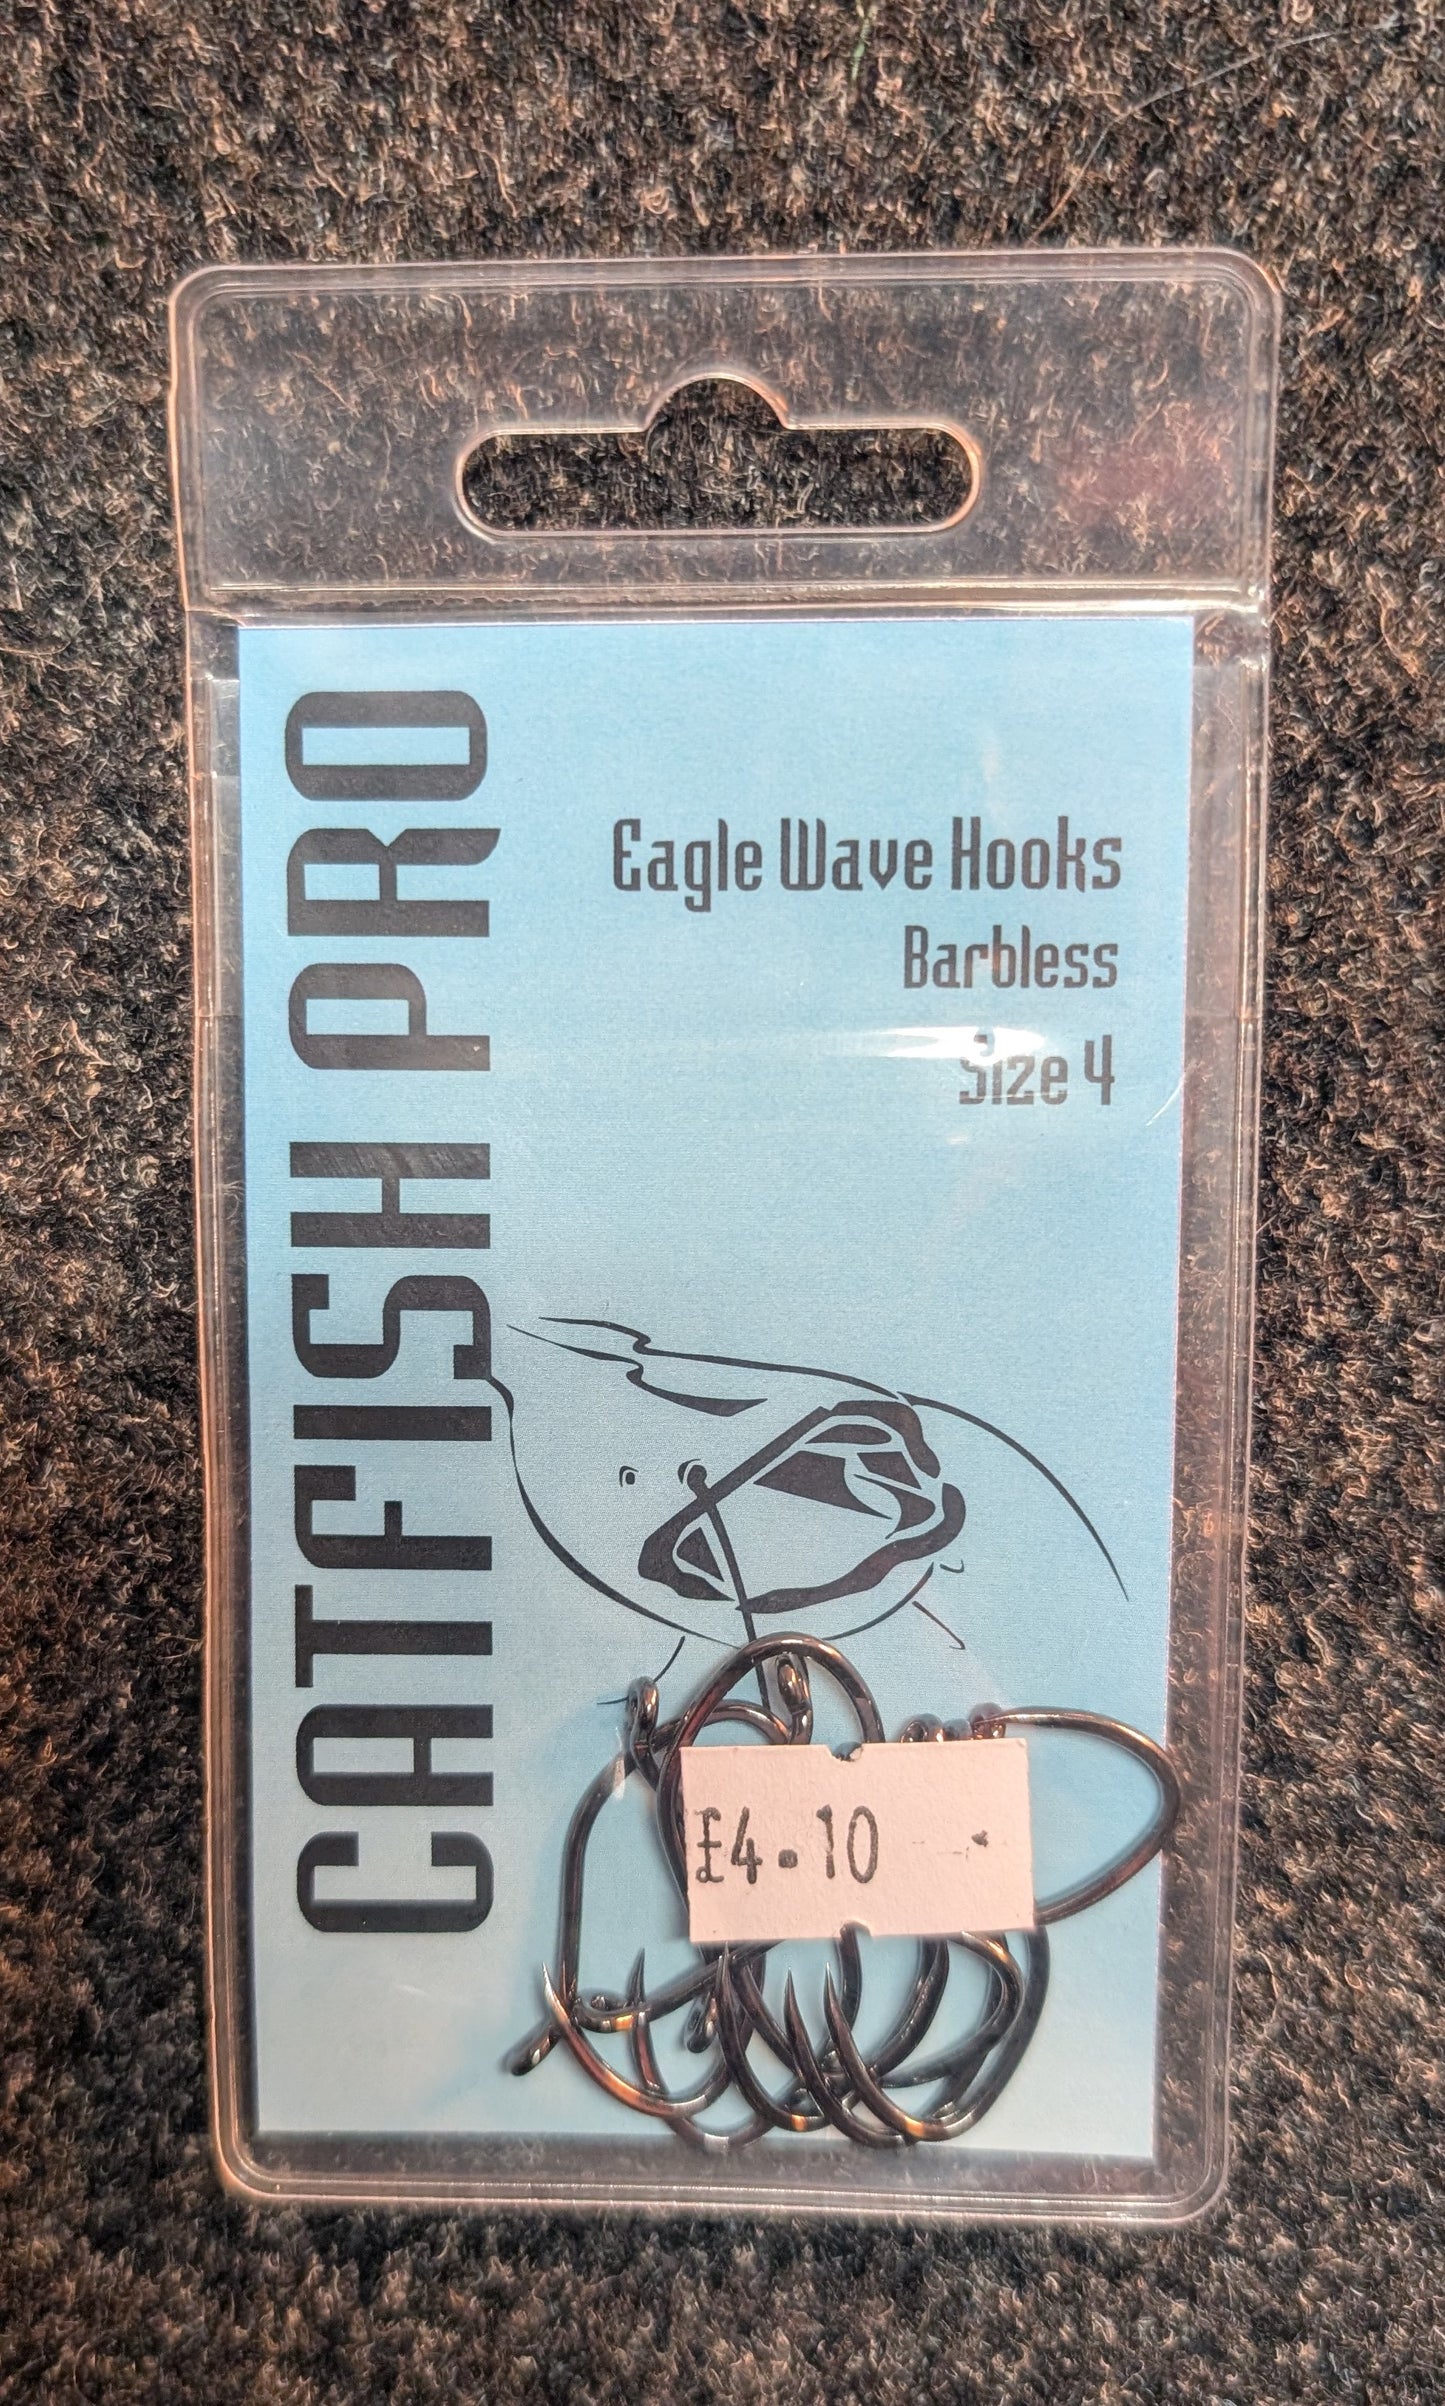 CATFISH PRO
Eagle Wave Hooks
Barbless
Size 4
£4.10